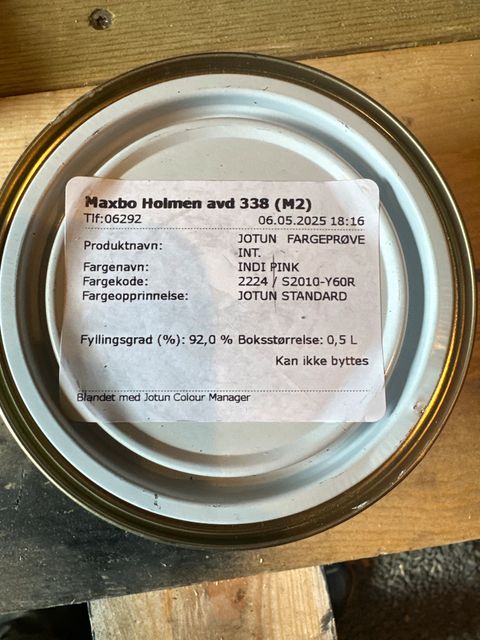 Maxbo Holmen avd 338 (M2)
Tlf:06292 06.05.2025 18:16
Produktnavn: JOTUN FARGEPRØVE
INT.
Fargenavn: INDI PINK
Fargekode: 2224 / S2010-Y60R
Fargeopprinnelse: JOTUN STANDARD
Fyllingsgrad (%): 92,0 % Boksstørrelse: 0,5 L
Kan ikke byttes
Blandet med Jotun Colour Manager